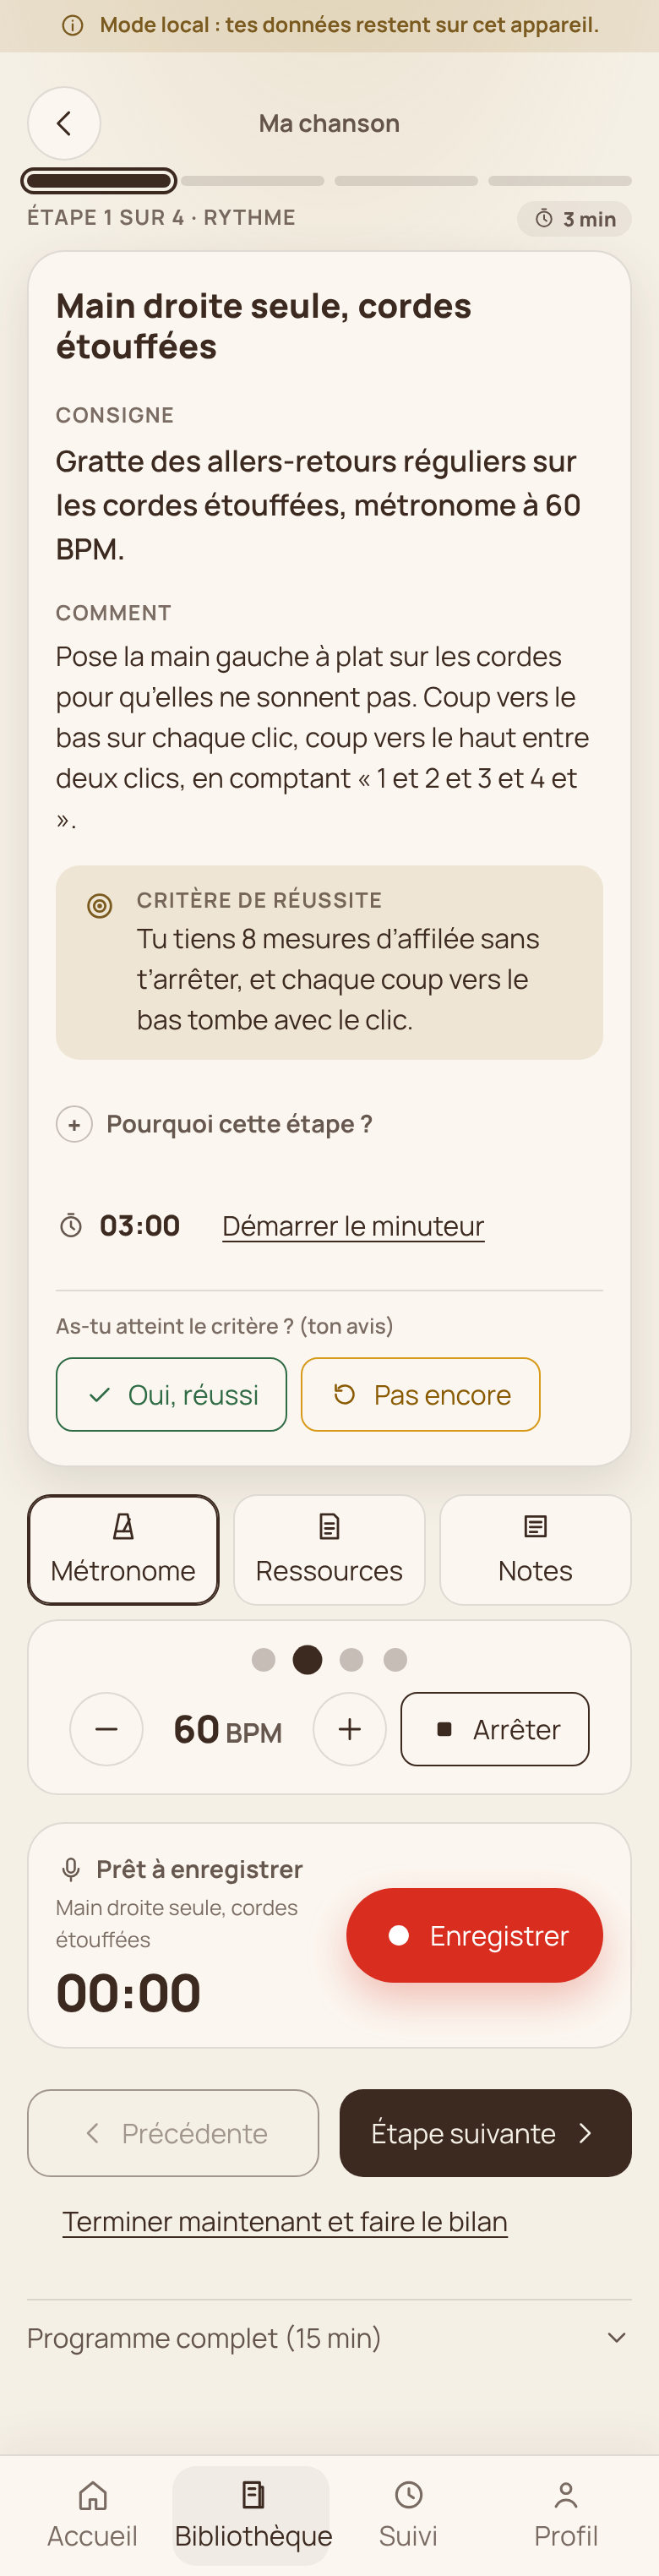 Mode local : tes données restent sur cet appareil.
Ma chanson
ÉTAPE 1 SUR 4 · RYTHME
3 min
Main droite seule, cordes
étouffées
CONSIGNE
Gratte des allers-retours réguliers sur
les cordes étouffées, métronome à 60
BPM.
COMMENT
Pose la main gauche à plat sur les cordes
pour qu’elles ne sonnent pas. Coup vers le
bas sur chaque clic, coup vers le haut entre
deux clics, en comptant « 1 et 2 et 3 et 4 et
».
CRITÈRE DE RÉUSSITE
Tu tiens 8 mesures d’affilée sans
t’arrêter, et chaque coup vers le
bas tombe avec le clic.
Pourquoi cette étape ?
03:00 Démarrer le minuteur
As-tu atteint le critère ? (ton avis)
Oui, réussi Pas encore
Métronome Ressources Notes
60 BPM Arrêter
Prêt à enregistrer
Main droite seule, cordes
étouffées
00:00
Enregistrer
Précédente Étape suivante
Terminer maintenant et faire le bilan
Programme complet (15 min)
Accueil Bibliothèque Suivi Profil